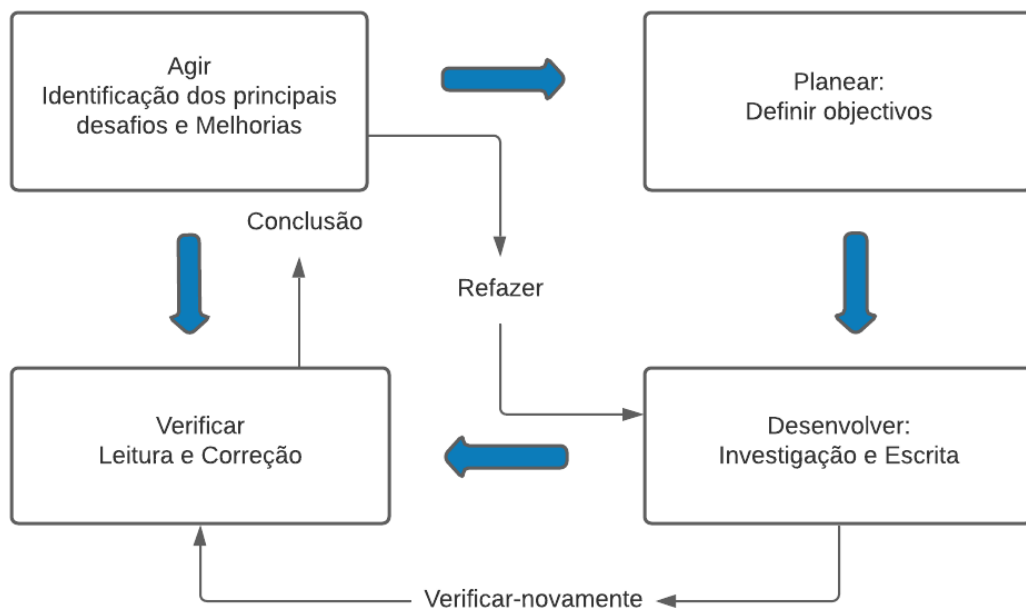 Agir
Identificação dos principais
desafios e Melhorias
Planear:
Definir objectivos
Conclusão
Refazer
Verificar
Leitura e Correção
Desenvolver:
Investigação e Escrita
Verificar-novamente